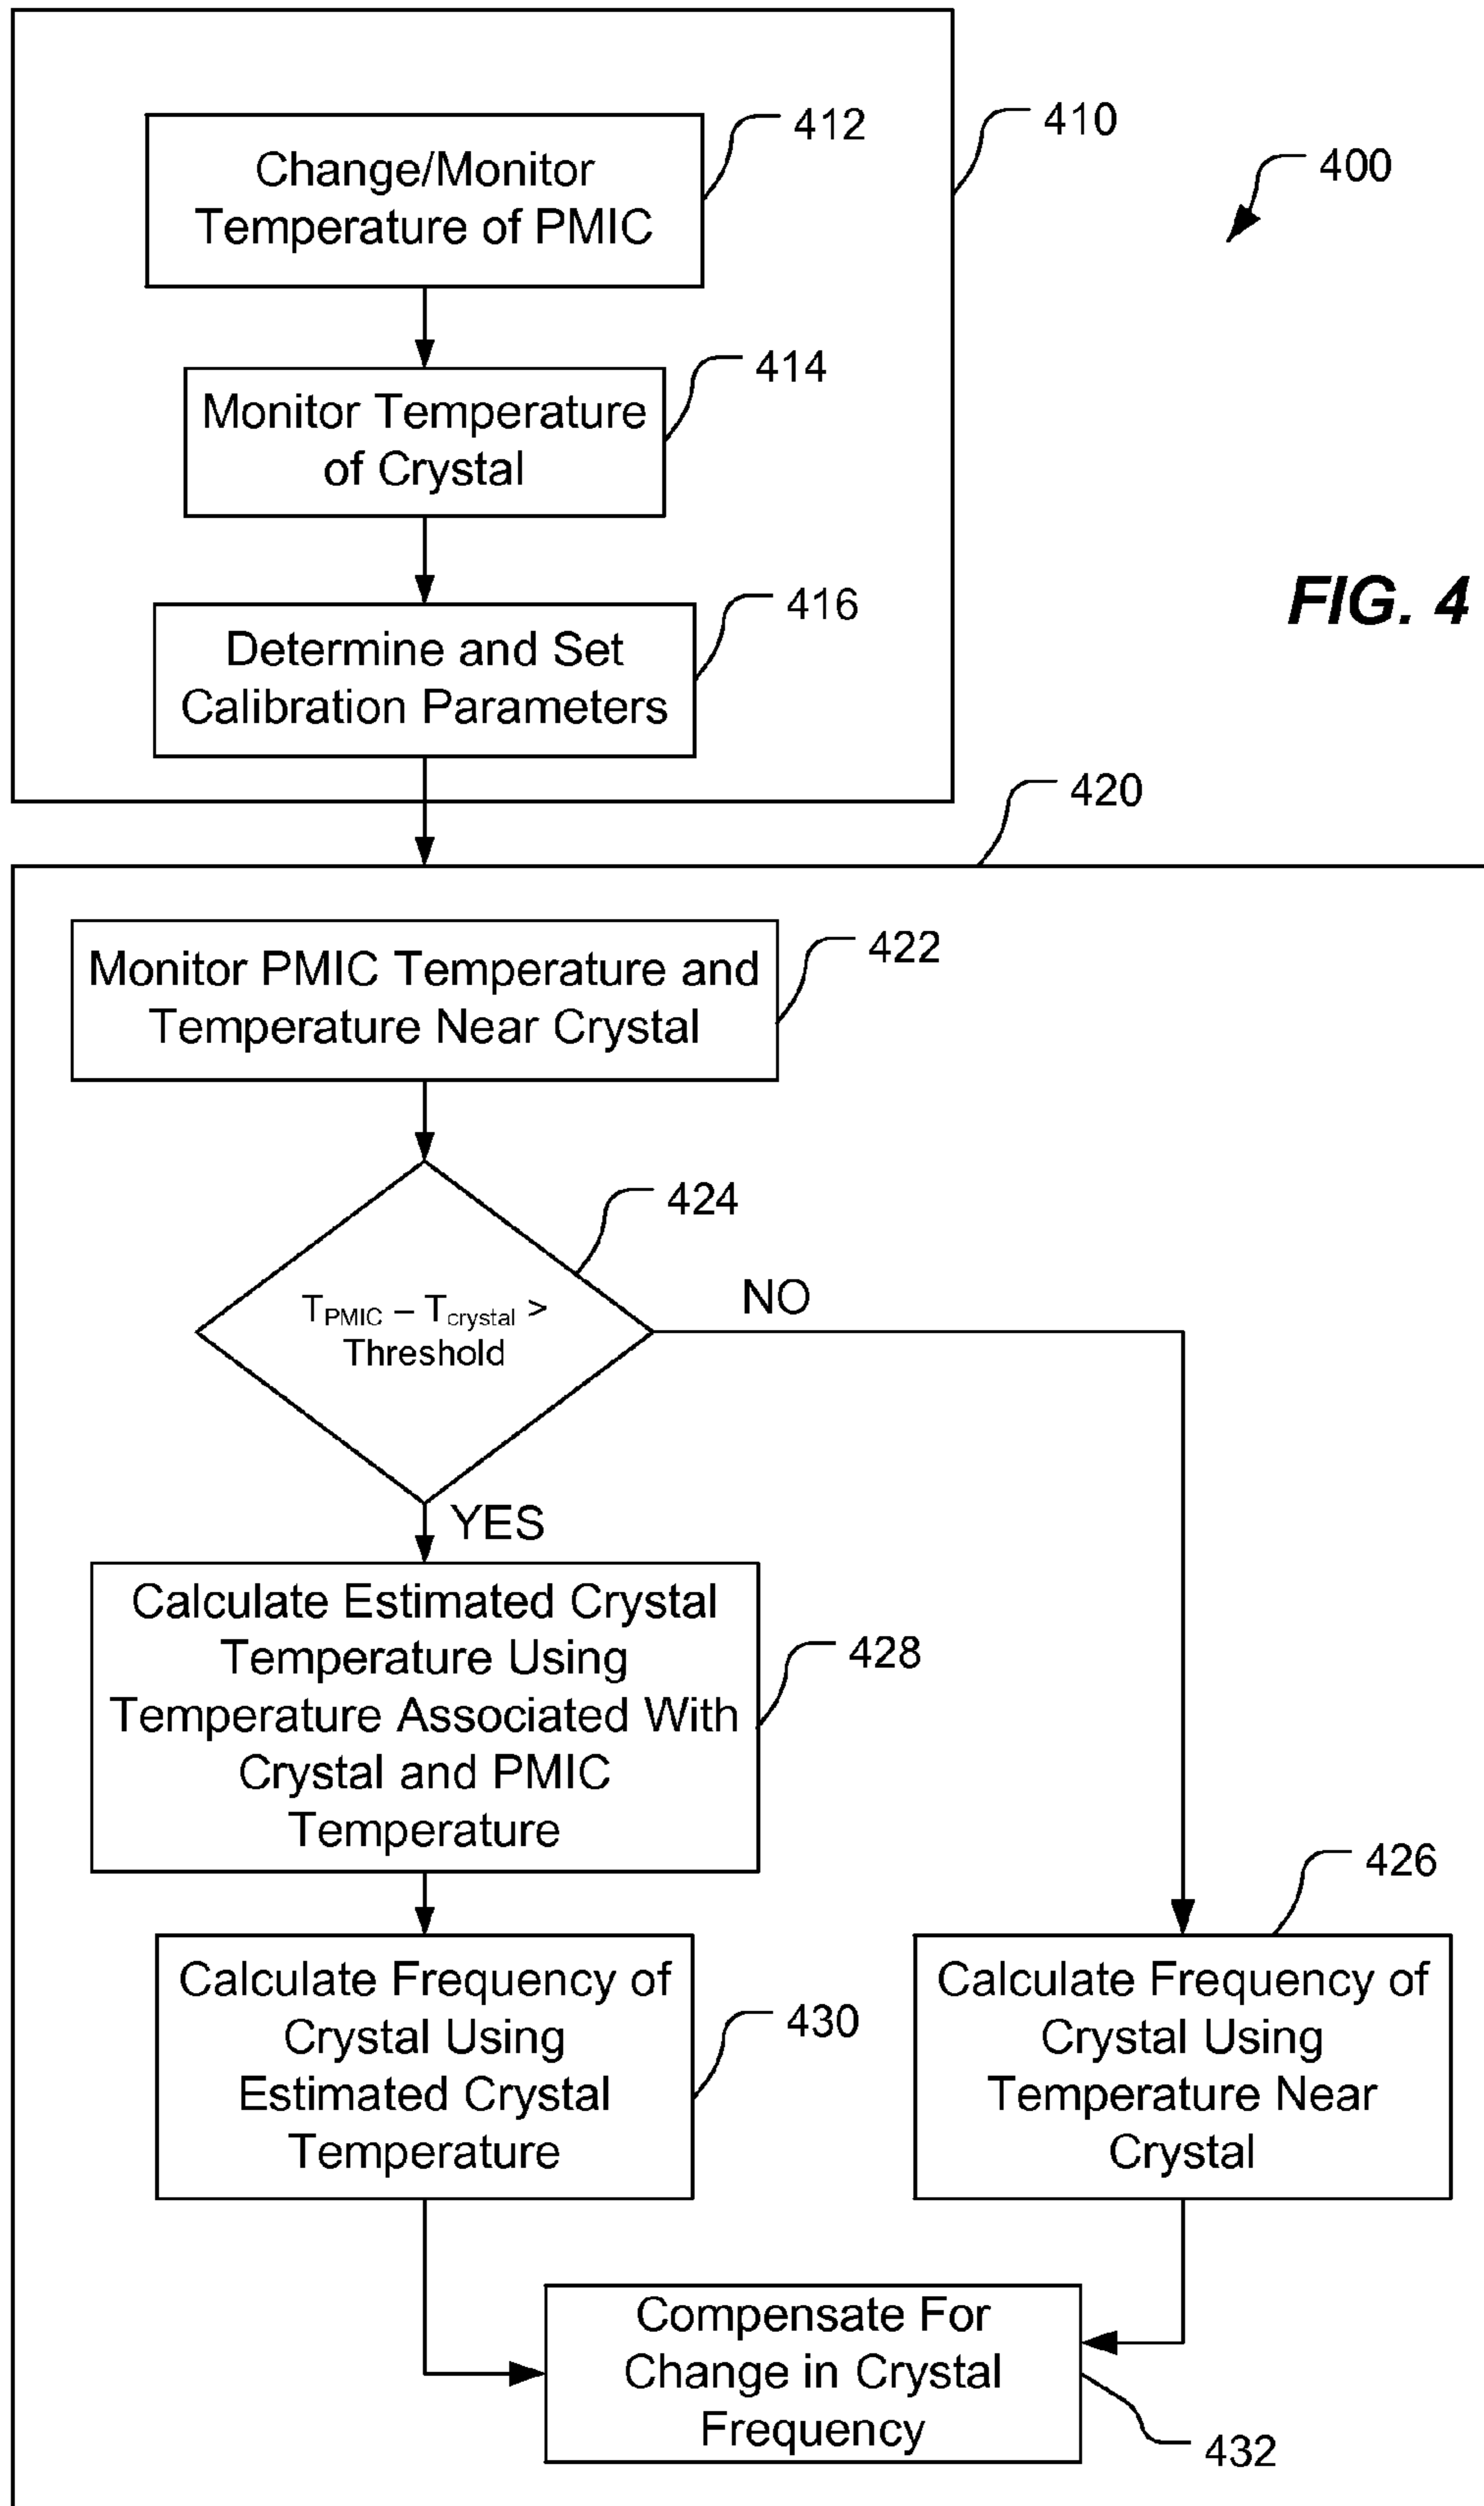 412
410
400
Change/Monitor
Temperature of PMIC
414
Monitor Temperature
of Crystal
FIG. 4
416
Determine and Set
Calibration Parameters
420
422
Monitor PMIC Temperature and
Temperature Near Crystal
424
NO
TPMIC – Tcrystal >
Threshold
YES
Calculate Estimated Crystal
Temperature Using
Temperature Associated With
Crystal and PMIC
Temperature
428
426
Calculate Frequency of
Crystal Using
Estimated Crystal
Temperature
430
Calculate Frequency of
Crystal Using
Temperature Near
Crystal
Compensate For
Change in Crystal
Frequency
432